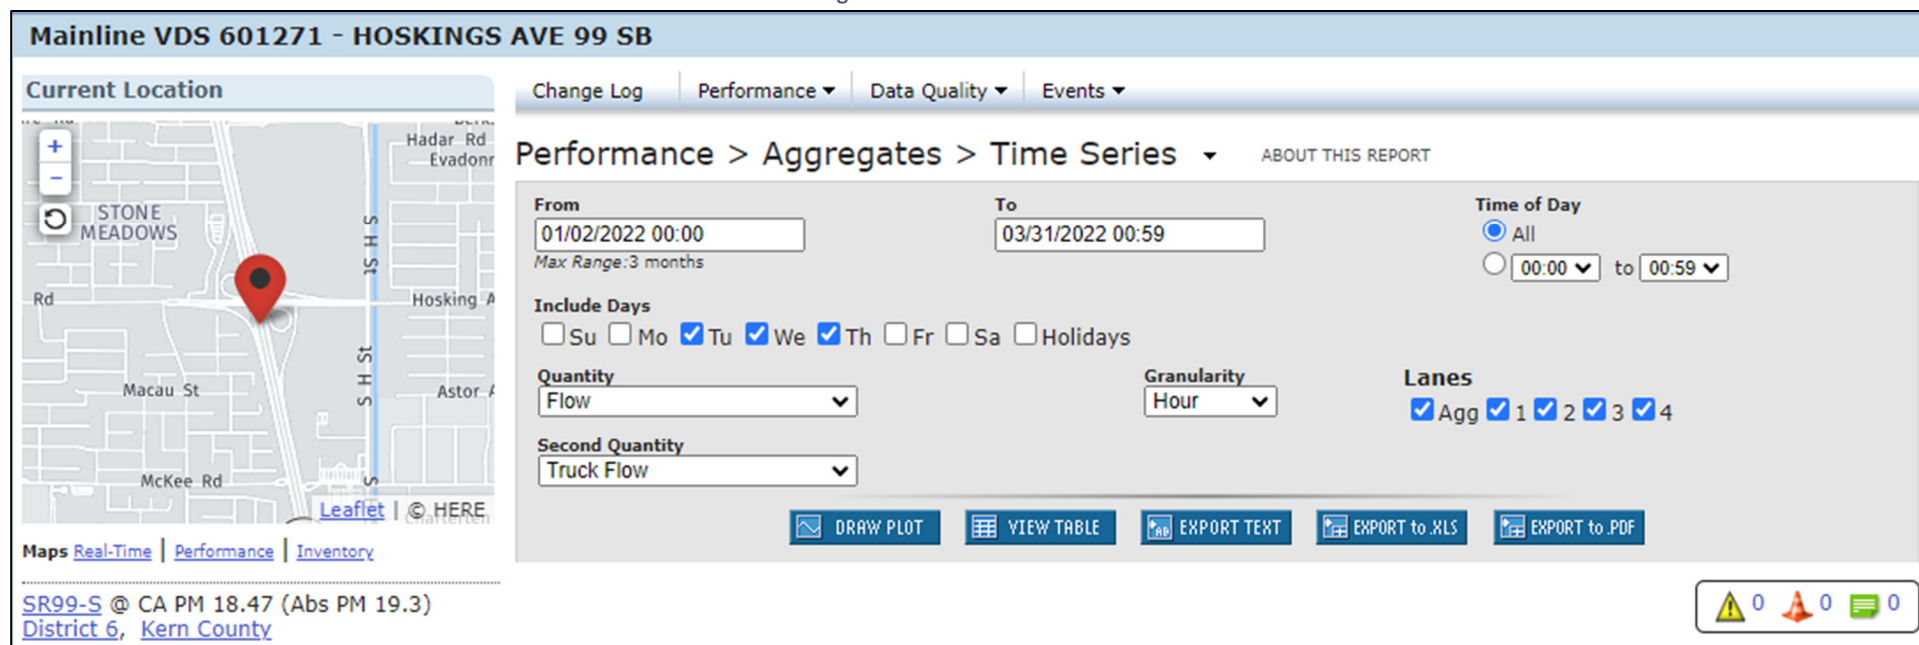 Mainline VDS 601271 - HOSKINGS AVE 99 SB
Current Location
Change Log Performance Data Quality Events
Performance > Aggregates > Time Series ABOUT THIS REPORT
From To Time of Day
01/02/2022 00:00 03/31/2022 00:59 All
Max Range:3 months 00:00 to 00:59
Include Days
Su Mo Tu We Th Fr Sa Holidays
Quantity Granularity Lanes
Flow Hour Agg 1 2 3 4
Second Quantity
Truck Flow
DRAW PLOT VIEW TABLE EXPORT TEXT EXPORT to .XLS EXPORT to .PDF
+
−
Hadar Rd
STONE
MEADOWS
S H St
Rd
Hosking A
S H St
Macau St
Astor A
McKee Rd
S
Leaflet | © HERE
Maps Real-Time | Performance | Inventory
SR99-S @ CA PM 18.47 (Abs PM 19.3)
District 6, Kern County
0 0 0